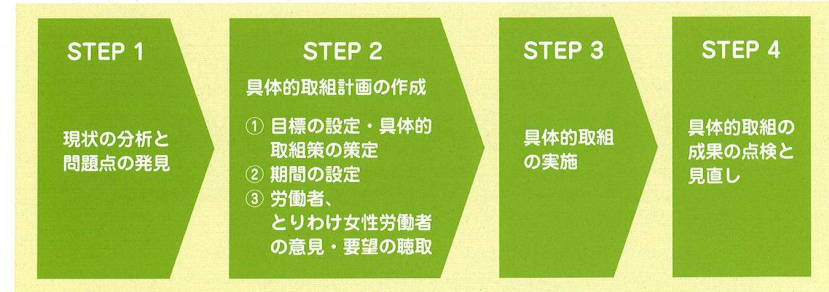 STEP 1
現状の分析と
問題点の発見
STEP 2
具体的取組計画の作成
① 目標の設定・具体的
取組策の策定
② 期間の設定
③ 労働者、
とりわけ女性労働者
の意見・要望の聴取
STEP 3
具体的取組
の実施
STEP 4
具体的取組の
成果の点検と
見直し